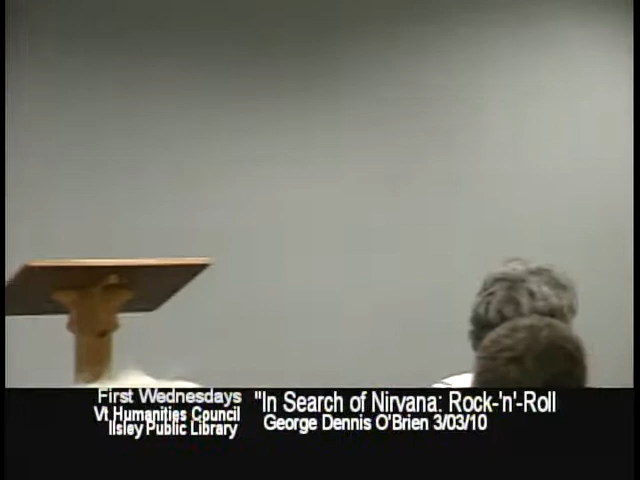 First Wednesdays
Vt Humanities Council
Ilsley Public Library
"In Search of Nirvana: Rock-'n'-Roll
George Dennis O'Brien 3/03/10